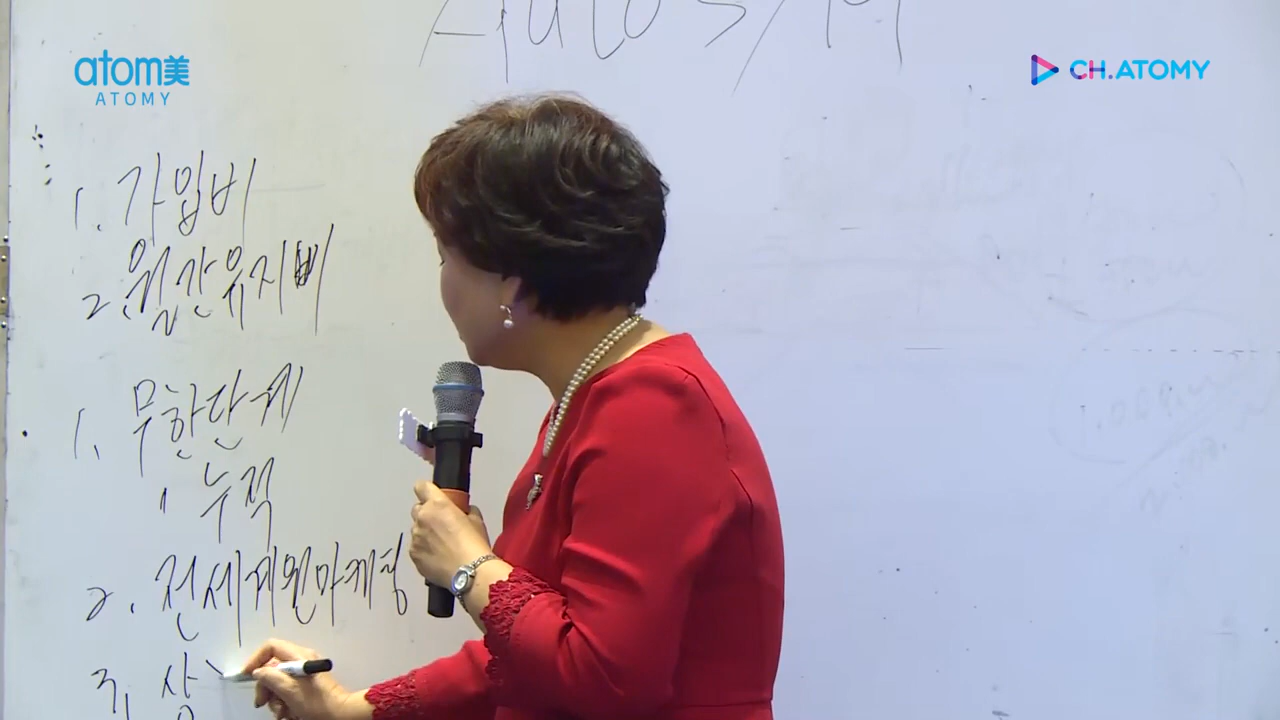 atom美
ATOMY
CH.ATOMY
1. 가입비
2. 월간유지비
1. 무한단계
" 누적
2. 전세계원마케팅
3. 상